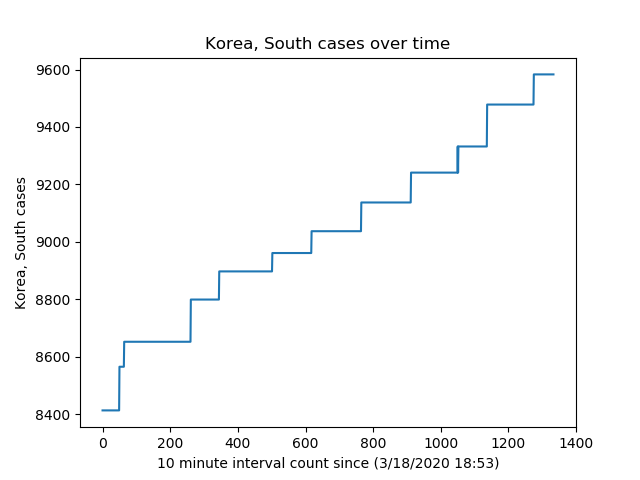 Korea, South cases over time
9600
9400
9200
9000
8800
8600
8400
Korea, South cases
0 200 400 600 800 1000 1200 1400
10 minute interval count since (3/18/2020 18:53)